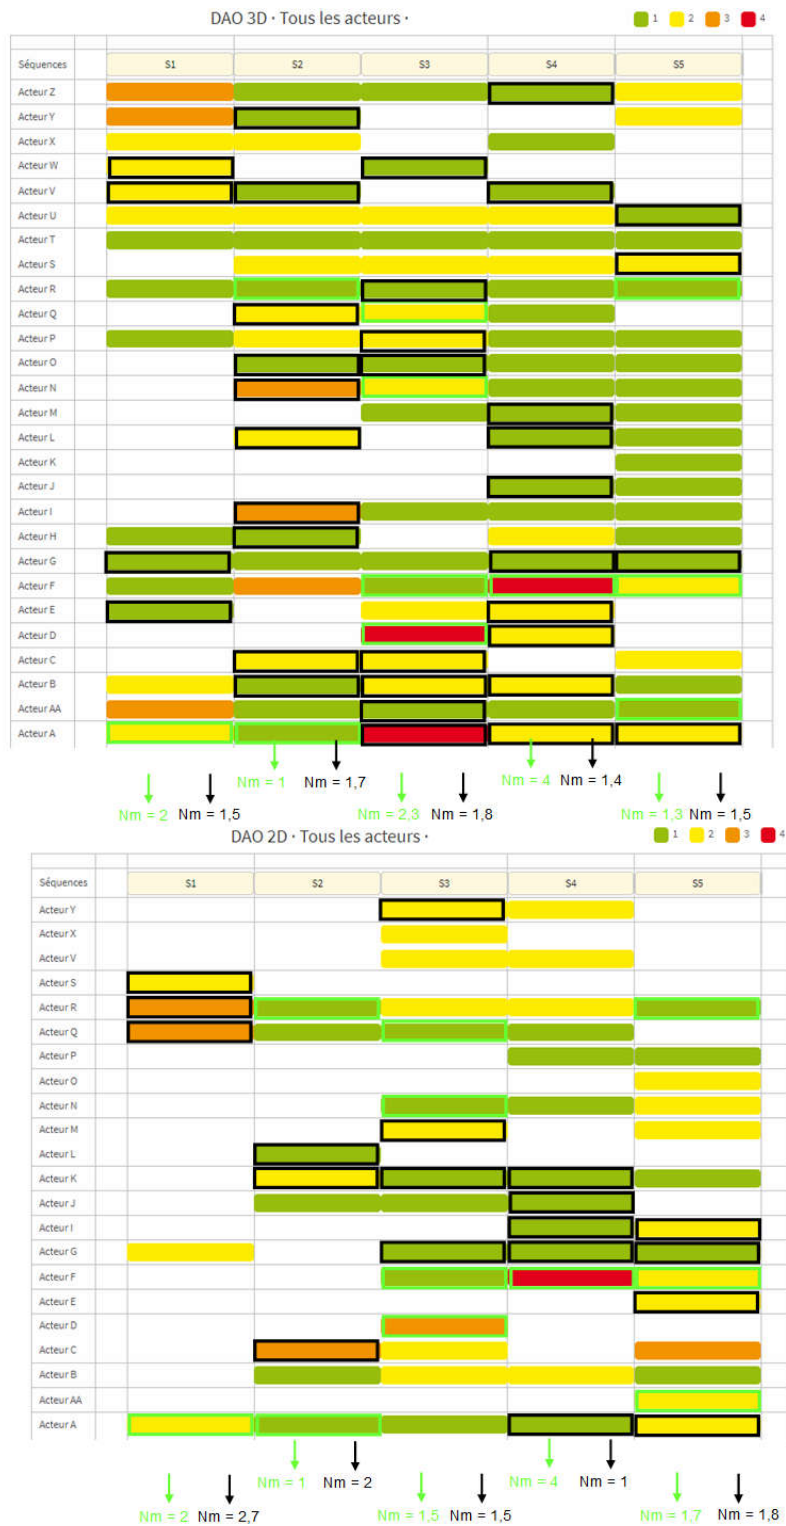 DAO 3D · Tous les acteurs ·
1 2 3 4
Séquences S1 S2 S3 S4 S5
Acteur Z
Acteur Y
Acteur X
Acteur W
Acteur V
Acteur U
Acteur T
Acteur S
Acteur R
Acteur Q
Acteur P
Acteur O
Acteur N
Acteur M
Acteur L
Acteur K
Acteur J
Acteur I
Acteur H
Acteur G
Acteur F
Acteur E
Acteur D
Acteur C
Acteur B
Acteur AA
Acteur A
Nm = 1 Nm = 1,7 Nm = 4 Nm = 1,4
Nm = 2 Nm = 1,5 Nm = 2,3 Nm = 1,8 Nm = 1,3 Nm = 1,5
DAO 2D · Tous les acteurs ·
1 2 3 4
Séquences S1 S2 S3 S4 S5
Acteur Y
Acteur X
Acteur V
Acteur S
Acteur R
Acteur Q
Acteur P
Acteur O
Acteur N
Acteur M
Acteur L
Acteur K
Acteur J
Acteur I
Acteur G
Acteur F
Acteur E
Acteur D
Acteur C
Acteur B
Acteur AA
Acteur A
Nm = 1 Nm = 2 Nm = 4 Nm = 1
Nm = 2 Nm = 2,7 Nm = 1,5 Nm = 1,5 Nm = 1,7 Nm = 1,8